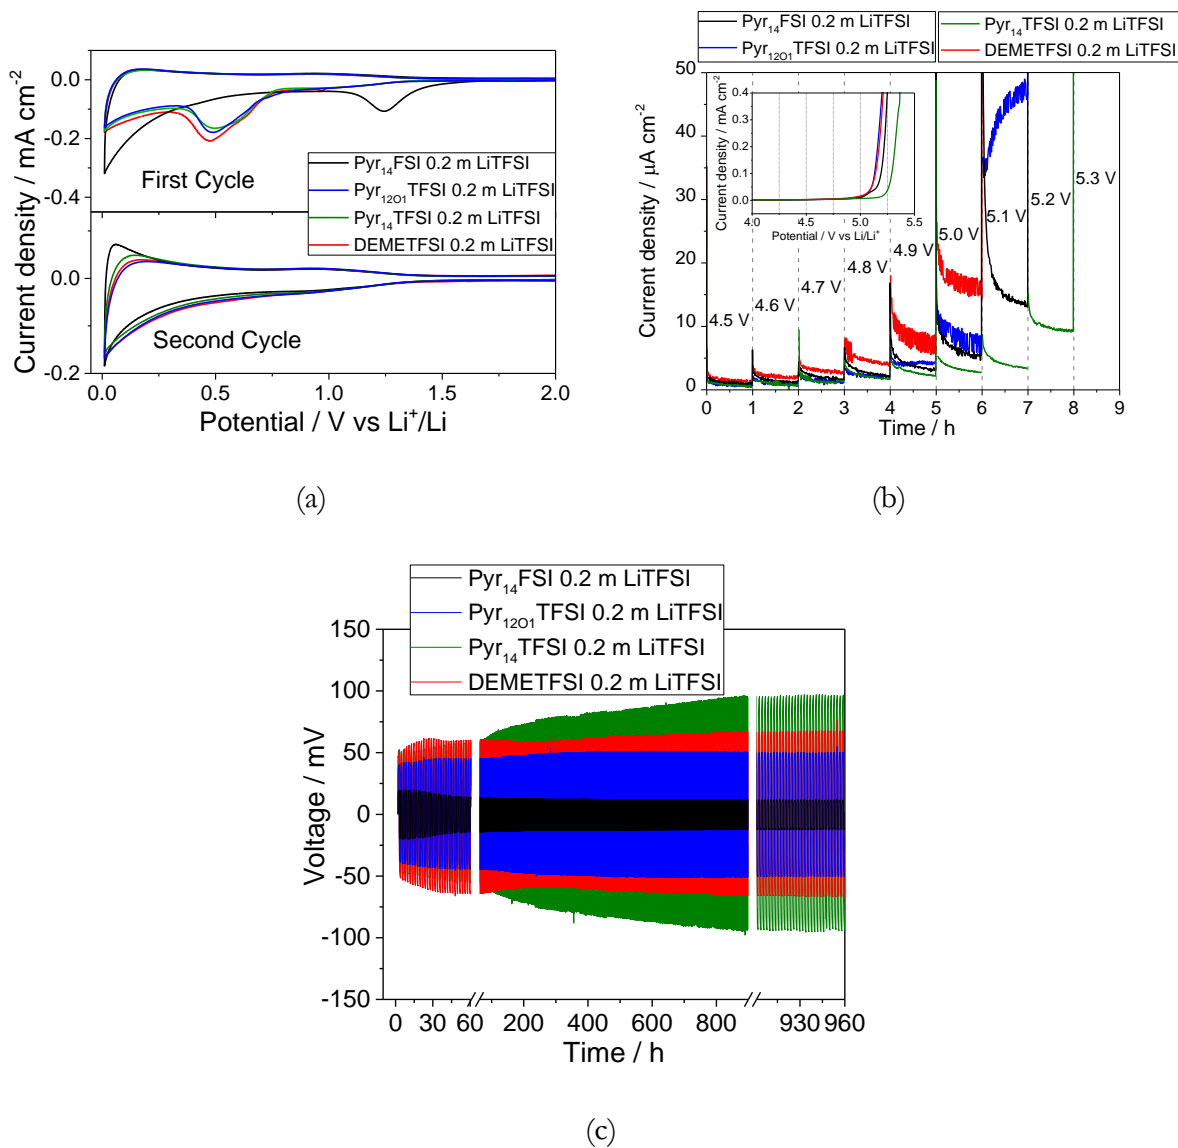 Pyr14FSI 0.2 m LiTFSI
Pyr12O1TFSI 0.2 m LiTFSI
Pyr14TFSI 0.2 m LiTFSI
DEMETFSI 0.2 m LiTFSI
Current density / mA cm-2
0.0
-0.2
-0.4
0.0
-0.2
First Cycle
Pyr14FSI 0.2 m LiTFSI
Pyr12O1TFSI 0.2 m LiTFSI
Pyr14TFSI 0.2 m LiTFSI
DEMETFSI 0.2 m LiTFSI
Second Cycle
0.0 0.5 1.0 1.5 2.0
Potential / V vs Li+/Li
(a)
Current density / µA cm-2
50
40
30
20
10
0
Current density / mA cm-2
0.4
0.3
0.2
0.1
0.0
4.0 4.5 5.0 5.5
Potential / V vs Li/Li+
4.5 V
4.6 V
4.7 V
4.8 V
4.9 V
5.0 V
5.1 V
5.2 V
5.3 V
0 1 2 3 4 5 6 7 8 9
Time / h
(b)
Pyr14FSI 0.2 m LiTFSI
Pyr12O1TFSI 0.2 m LiTFSI
Pyr14TFSI 0.2 m LiTFSI
DEMETFSI 0.2 m LiTFSI
Voltage / mV
150
100
50
0
-50
-100
-150
0 30 60 200 400 600 800 930 960
Time / h
(c)